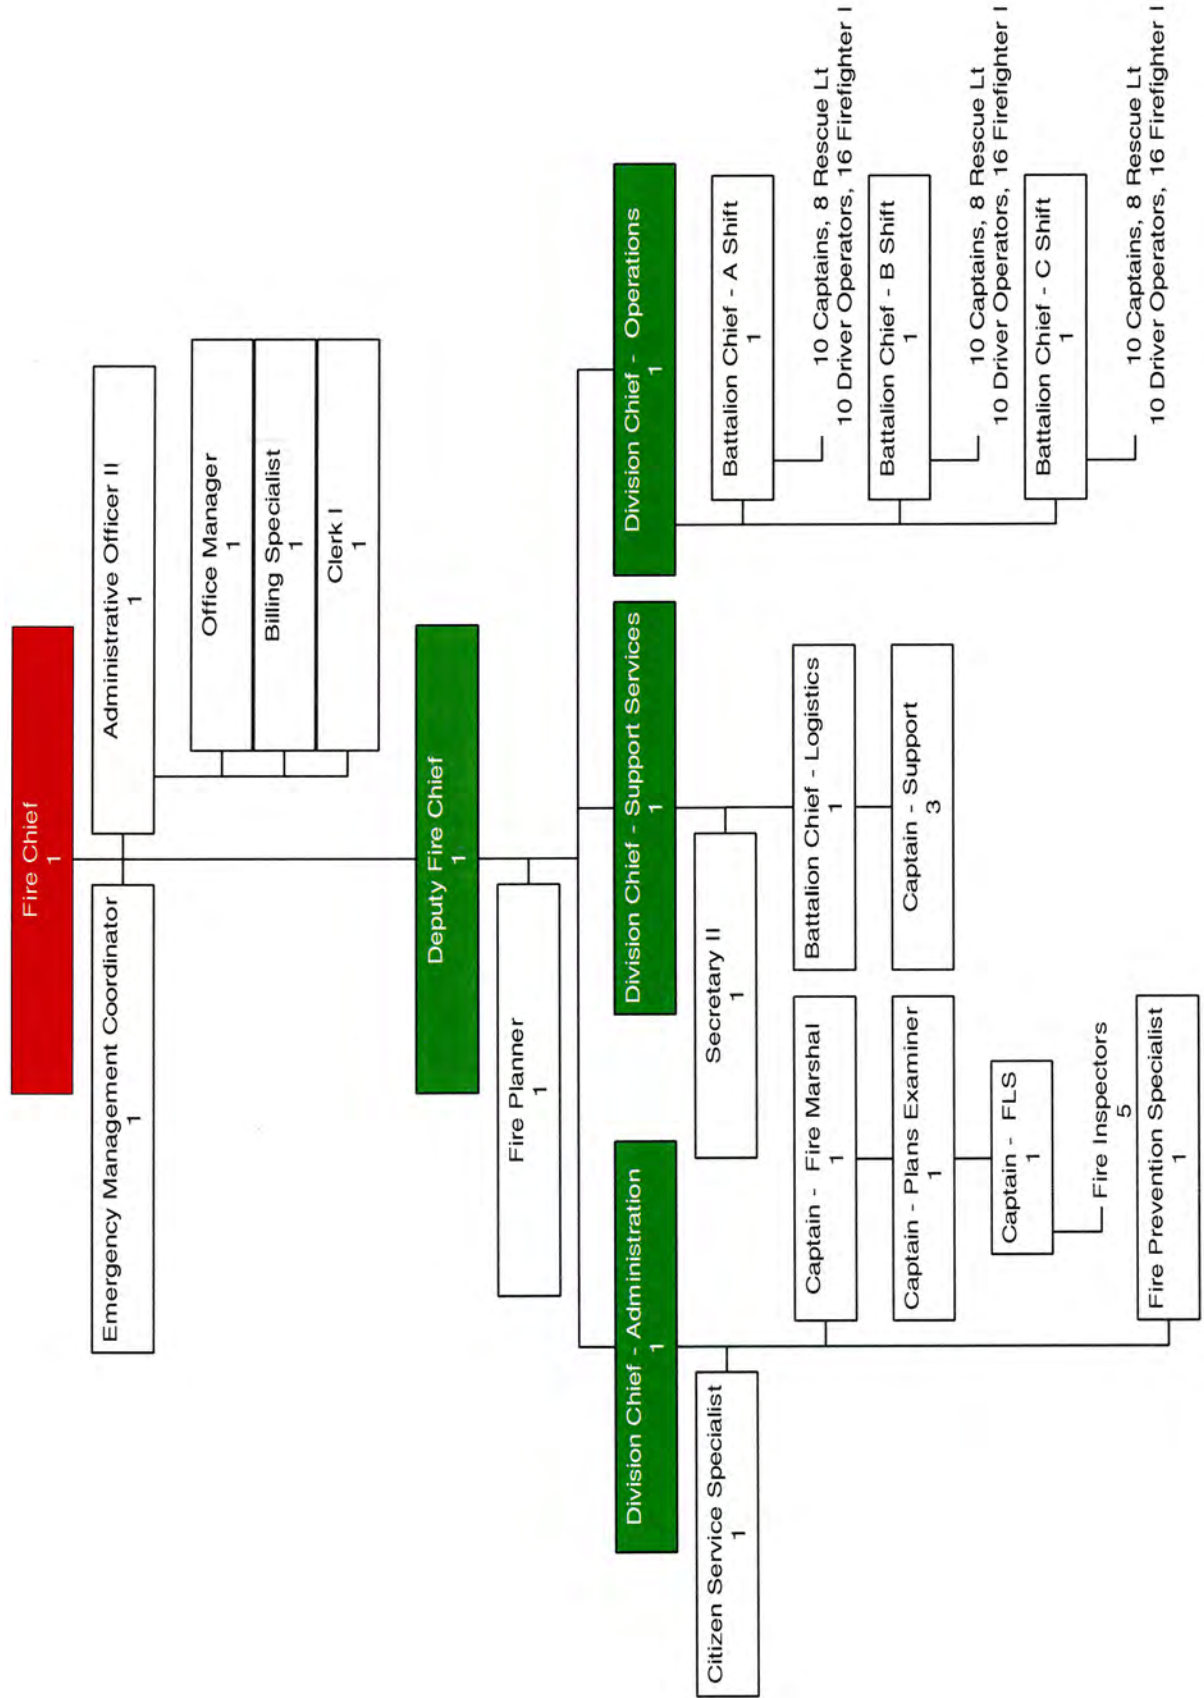 Fire Chief
1
Emergency Management Coordinator
1
Administrative Officer II
1
Office Manager
1
Billing Specialist
1
Clerk I
1
Deputy Fire Chief
1
Fire Planner
1
Division Chief - Administration
1
Division Chief - Support Services
1
Division Chief - Operations
1
Citizen Service Specialist
1
Captain - Fire Marshal
1
Captain - Plans Examiner
1
Captain - FLS
1
Fire Inspectors
5
Fire Prevention Specialist
1
Secretary II
1
Battalion Chief - Logistics
1
Captain - Support
3
Battalion Chief - A Shift
1
10 Captains, 8 Rescue Lt
10 Driver Operators, 16 Firefighter I
Battalion Chief - B Shift
1
10 Captains, 8 Rescue Lt
10 Driver Operators, 16 Firefighter I
Battalion Chief - C Shift
1
10 Captains, 8 Rescue Lt
10 Driver Operators, 16 Firefighter I